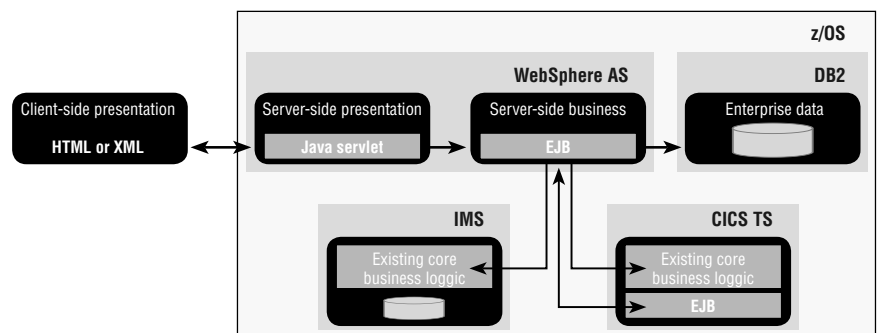 z/OS
WebSphere AS
DB2
Client-side presentation
HTML or XML
Server-side presentation
Java servlet
Server-side business
EJB
Enterprise data
IMS
Existing core
business loggic
CICS TS
Existing core
business loggic
EJB